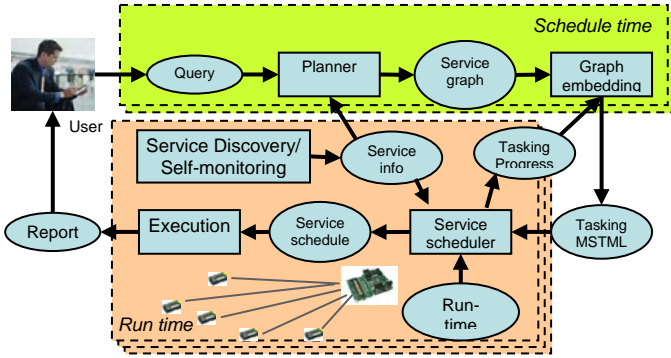 Schedule time
Query
Planner
Service
graph
Graph
embedding
User
Service Discovery/
Self-monitoring
Service
info
Tasking
Progress
Report
Execution
Service
schedule
Service
scheduler
Tasking
MSTML
Run-
time
Run time